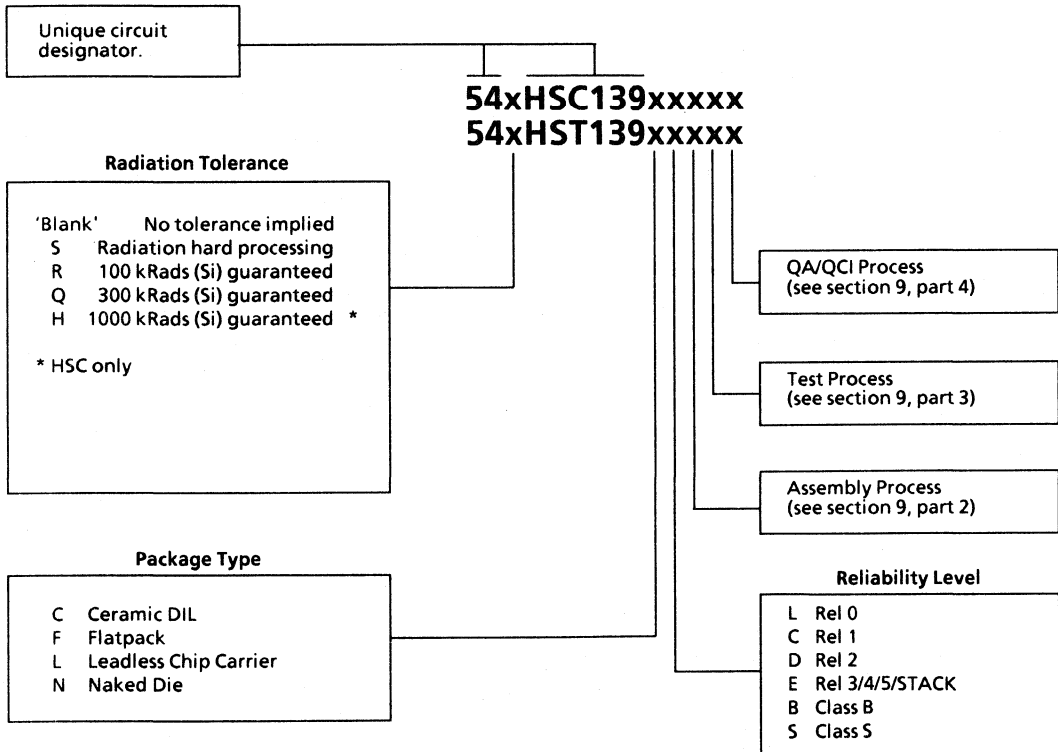 Unique circuit
designator.
54xHSC139xxxxx
54xHST139xxxxx
Radiation Tolerance
'Blank' No tolerance implied
S Radiation hard processing
R 100 kRads (Si) guaranteed
Q 300 kRads (Si) guaranteed
H 1000 kRads (Si) guaranteed *
* HSC only
QA/QCI Process
(see section 9, part 4)
Test Process
(see section 9, part 3)
Assembly Process
(see section 9, part 2)
Package Type
C Ceramic DIL
F Flatpack
L Leadless Chip Carrier
N Naked Die
Reliability Level
L Rel 0
C Rel 1
D Rel 2
E Rel 3/4/5/STACK
B Class B
S Class S